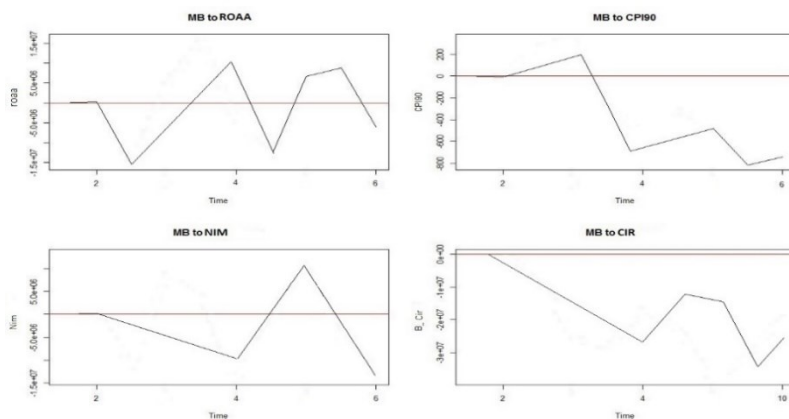 MB to ROAA
roaa
1.5e+07
5.0e+06
-5.0e+06
-1.5e+07
2
4
6
Time
MB to CPI90
CPI90
200
0
-200
-400
-600
-800
2
4
6
Time
MB to NIM
Nim
5.0e+06
-5.0e+06
-1.5e+07
2
4
6
Time
MB to CIR
B_Cir
0e+00
-1e+07
-2e+07
-3e+07
2
4
10
Time